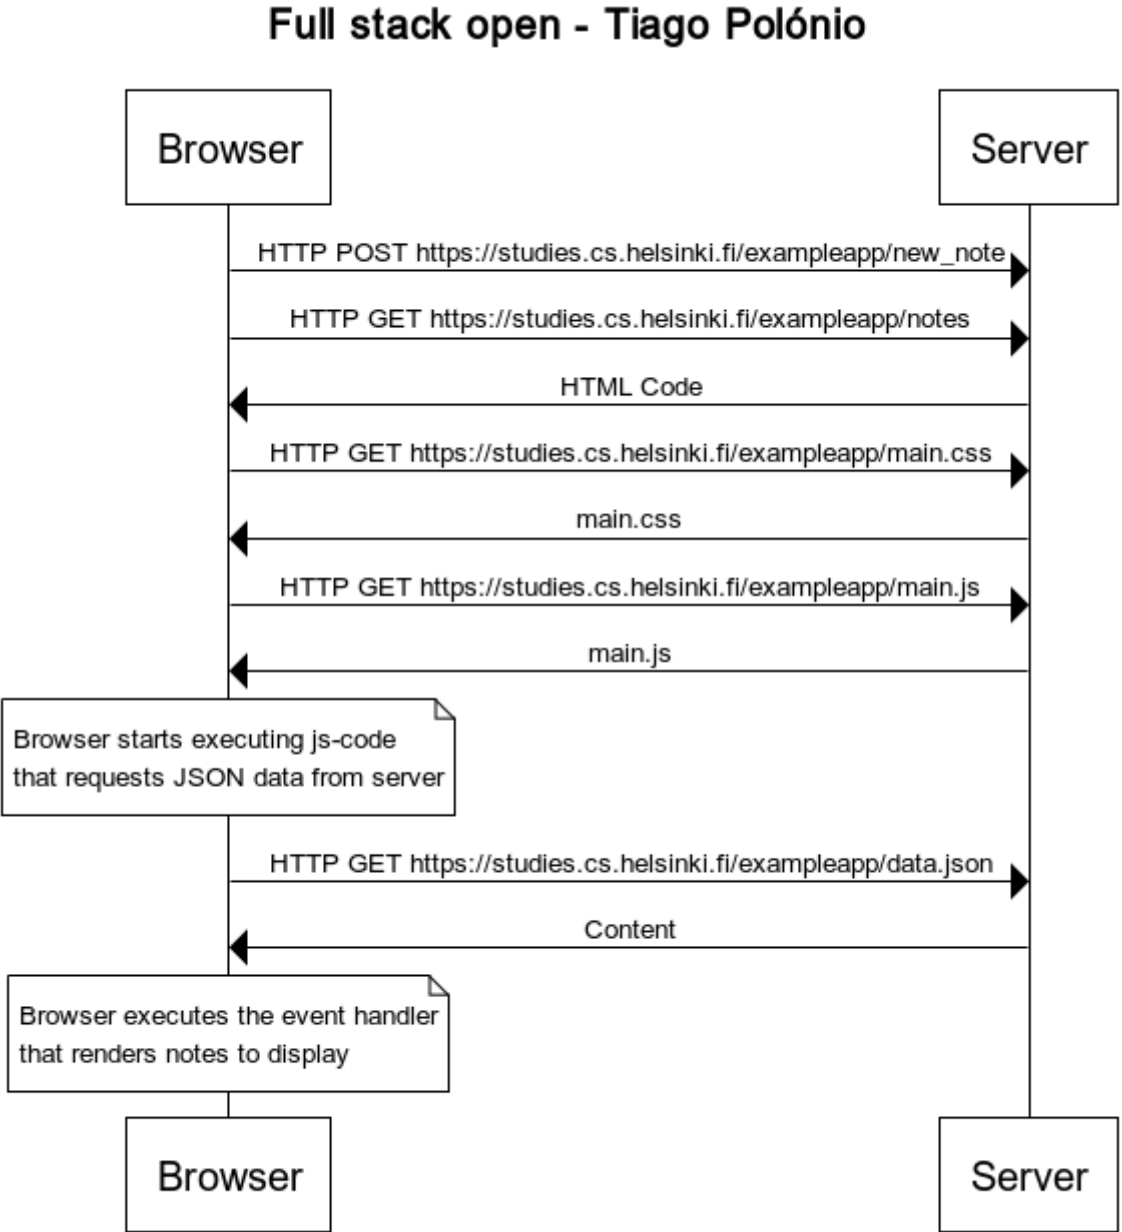 Full stack open - Tiago Polónio
Browser
Server
HTTP POST https://studies.cs.helsinki.fi/exampleapp/new_note
HTTP GET https://studies.cs.helsinki.fi/exampleapp/notes
HTML Code
HTTP GET https://studies.cs.helsinki.fi/exampleapp/main.css
main.css
HTTP GET https://studies.cs.helsinki.fi/exampleapp/main.js
main.js
Browser starts executing js-code
that requests JSON data from server
HTTP GET https://studies.cs.helsinki.fi/exampleapp/data.json
Content
Browser executes the event handler
that renders notes to display
Browser
Server